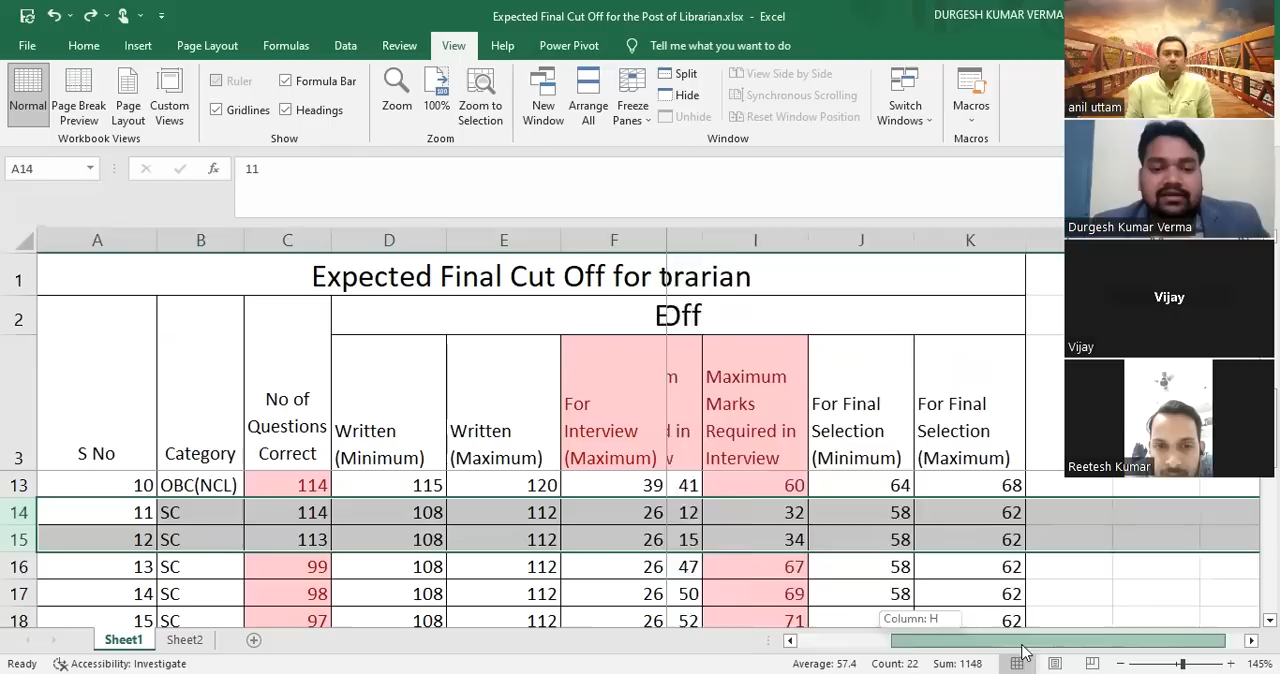 Expected Final Cut Off for the Post of Librarian.xlsx - Excel
DURGESH KUMAR VERMA
File Home Insert Page Layout Formulas Data Review View Help Power Pivot Tell me what you want to do
Normal
Page Break Preview
Page Layout
Custom Views
Workbook Views
Ruler
Formula Bar
Gridlines
Headings
Show
Zoom
100%
Zoom to Selection
Zoom
New Window
Arrange All
Freeze Panes
Split
Hide
Unhide
View Side by Side
Synchronous Scrolling
Reset Window Position
Window
Switch Windows
Macros
Macros
A14
fx
11
A B C D E F I J K
1 Expected Final Cut Off for brarian
2 Off
3
S No
Category
No of Questions Correct
Written (Minimum)
Written (Maximum)
For Interview (Maximum)
Maximum Marks Required in Interview
For Final Selection (Minimum)
For Final Selection (Maximum)
13 10 OBC(NCL) 114 115 120 39 41 60 64 68
14 11 SC 114 108 112 26 12 32 58 62
15 12 SC 113 108 112 26 15 34 58 62
16 13 SC 99 108 112 26 47 67 58 62
17 14 SC 98 108 112 26 50 69 58 62
18 15 SC 97 108 112 26 52 71 62
Column: H
Sheet1 Sheet2
Ready Accessibility: Investigate Average: 57.4 Count: 22 Sum: 1148 145%
anil uttam
Durgesh Kumar Verma
Vijay
Vijay
Reetesh Kumar